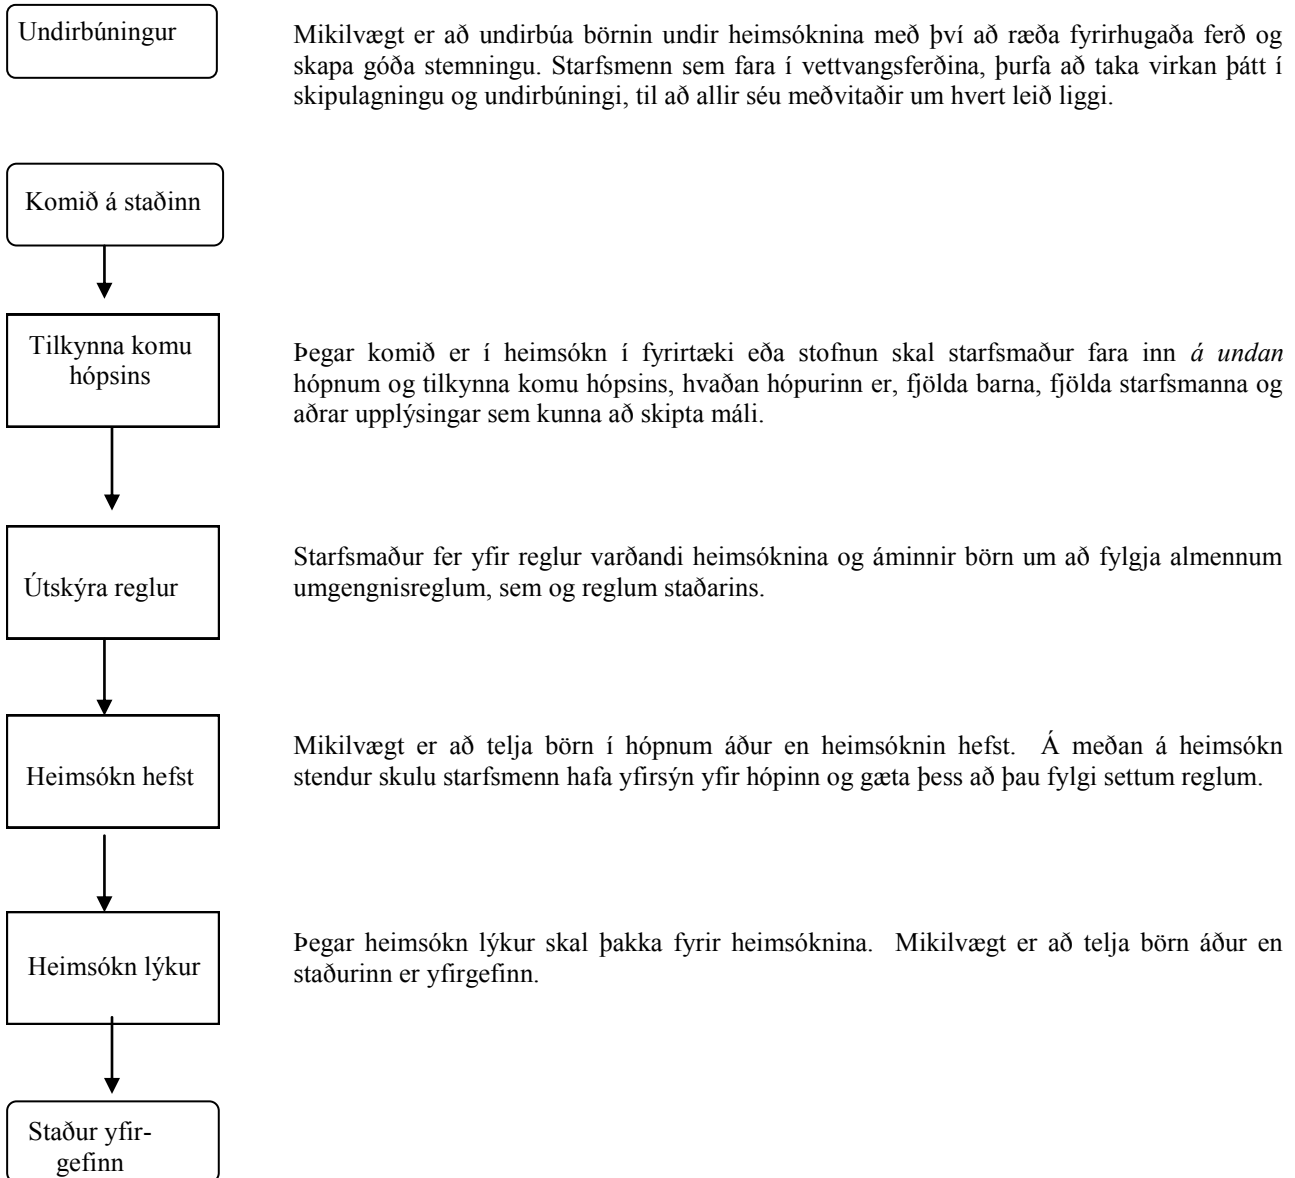 Undirbúningur
Mikilvægt er að undirbúa börnin undir heimsóknina með því að ræða fyrirhugaða ferð og
skapa góða stemningu. Starfsmenn sem fara í vettvangsferðina, þurfa að taka virkan þátt í
skipulagningu og undirbúningi, til að allir séu meðvitaðir um hvert leið liggi.
Komið á staðinn
Tilkynna komu
hópsins
Þegar komið er í heimsókn í fyrirtæki eða stofnun skal starfsmaður fara inn á undan
hópnum og tilkynna komu hópsins, hvaðan hópurinn er, fjölda barna, fjölda starfsmanna og
aðrar upplýsingar sem kunna að skipta máli.
Útskýra reglur
Starfsmaður fer yfir reglur varðandi heimsóknina og áminnir börn um að fylgja almennum
umgengnisreglum, sem og reglum staðarins.
Heimsókn hefst
Mikilvægt er að telja börn í hópnum áður en heimsóknin hefst. Á meðan á heimsókn
stendur skulu starfsmenn hafa yfirsýn yfir hópinn og gæta þess að þau fylgi settum reglum.
Heimsókn lýkur
Þegar heimsókn lýkur skal þakka fyrir heimsóknina. Mikilvægt er að telja börn áður en
staðurinn er yfirgefinn.
Staður yfir-
gefinn